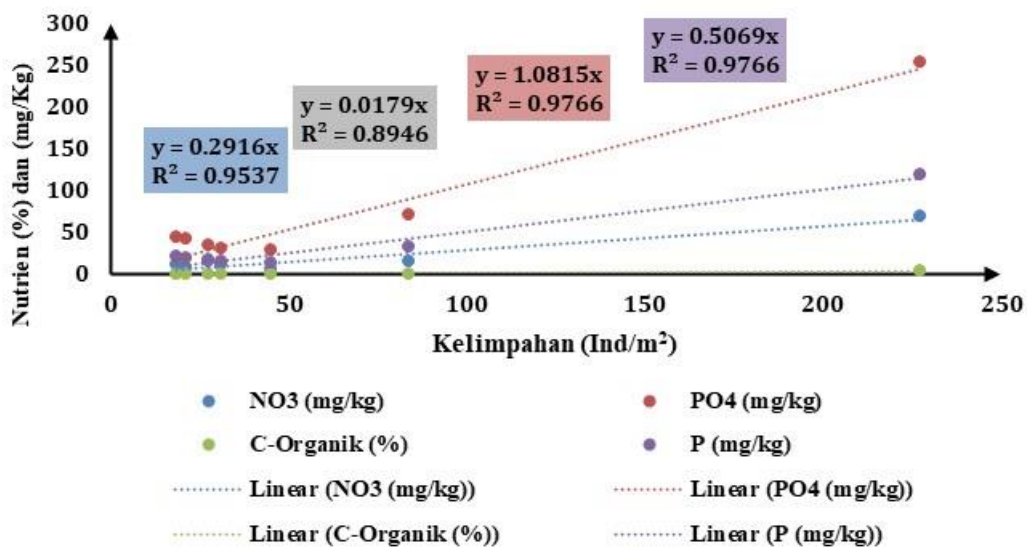 Nutrien (%) dan (mg/Kg)
300
250
200
150
100
50
0
y = 0.2916x
R² = 0.9537
y = 0.0179x
R² = 0.8946
y = 1.0815x
R² = 0.9766
y = 0.5069x
R² = 0.9766
0 50 100 150 200 250
Kelimpahan (Ind/m²)
NO3 (mg/kg) PO4 (mg/kg)
C-Organik (%) P (mg/kg)
Linear (NO3 (mg/kg)) Linear (PO4 (mg/kg))
Linear (C-Organik (%)) Linear (P (mg/kg))